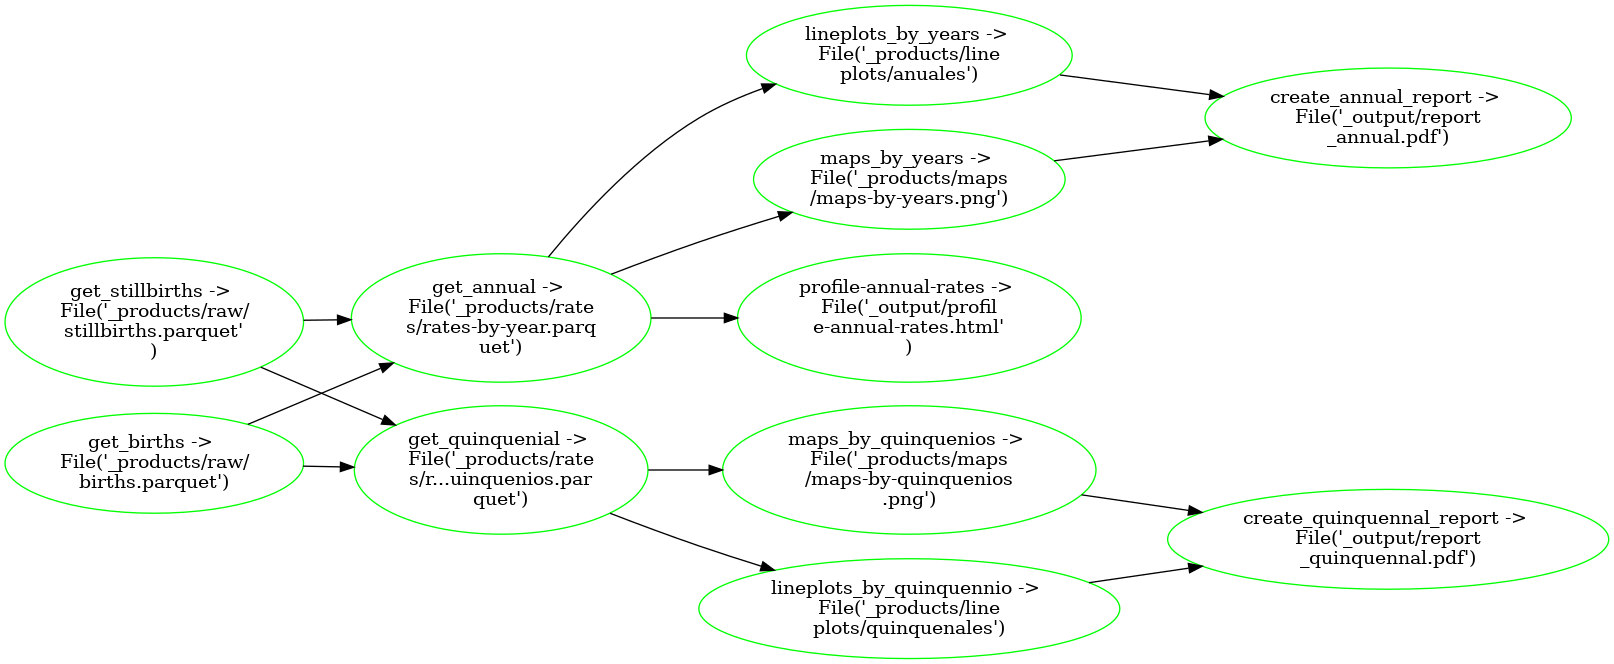 lineplots_by_years ->
File('_products/line
plots/anuales')
create_annual_report ->
File('_output/report
_annual.pdf')
maps_by_years ->
File('_products/maps
/maps-by-years.png')
get_stillbirths ->
File('_products/raw/
stillbirths.parquet'
)
get_annual ->
File('_products/rate
s/rates-by-year.parq
uet')
profile-annual-rates ->
File('_output/profil
e-annual-rates.html'
)
get_births ->
File('_products/raw/
births.parquet')
get_quinquenial ->
File('_products/rate
s/r...uinquenios.par
quet')
maps_by_quinquenios ->
File('_products/maps
/maps-by-quinquenios
.png')
create_quinquennal_report ->
File('_output/report
_quinquennal.pdf')
lineplots_by_quinquennio ->
File('_products/line
plots/quinquenales')